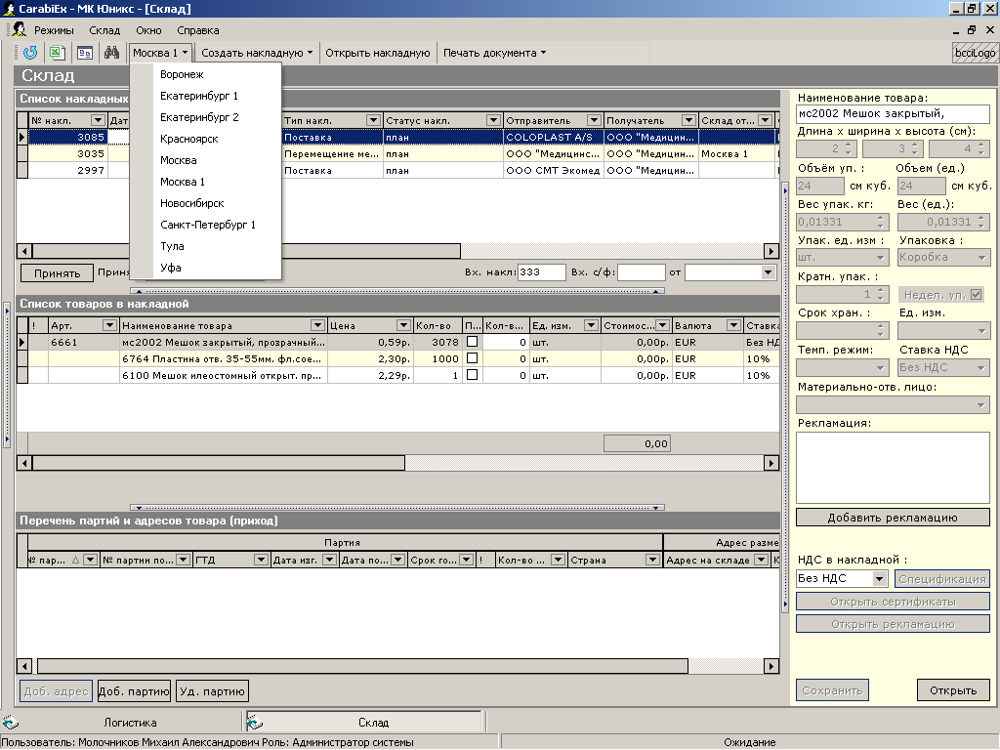 CarabiEx - МК Юникс - [Склад]
Режимы Склад Окно Справка
Москва 1 Создать накладную Открыть накладную Печать документа bcciLogo
Склад
Воронеж
Екатеринбург 1
Екатеринбург 2
Красноярск
Москва
Москва 1
Новосибирск
Санкт-Петербург 1
Тула
Уфа
Список накладных
№ накл. Дат Тип накл. Статус накл. Отправитель Получатель Склад от...
3085 Поставка план COLOPLAST A/S ООО "Медицин...
3035 Перемещение ме... план ООО "Медицинс... ООО "Медицин... Москва 1
2997 Поставка план ООО СМТ Экомед ООО "Медицин...
Принять Приня Вх. накл: 333 Вх. с/ф: от
Список товаров в накладной
! Арт. Наименование товара Цена Кол-во П... Кол-в... Ед. изм. Стоимос... Валюта Ставка
6661 мс2002 Мешок закрытый, прозрачный... 0,59р. 3078 0 шт. 0,00р. EUR Без НД
6764 Пластина отв. 35-55мм. фл.сое... 2,30р. 1000 0 шт. 0,00р. EUR 10%
6100 Мешок илеостомный открыт. пр... 2,29р. 1 0 шт. 0,00р. EUR 10%
0,00
Перечень партий и адресов товара (приход)
Партия Адрес разме
№ пар... № партии по... ГТД Дата изг. Дата по... Срок го... ! Кол-во ... Страна Адрес на складе К
Доб. адрес Доб. партию Уд. партию
Наименование товара:
мс2002 Мешок закрытый,
Длина x ширина x высота (см):
2 3 4
Объём уп. : Объем (ед.)
24 см куб. 24 см куб.
Вес упак. кг: Вес (ед.):
0,01331 0,01331
Упак. ед. изм : Упаковка :
шт. Коробка
Кратн. упак. :
1 Недел. уп.
Срок хран. : Ед. изм.
Темп. режим: Ставка НДС
Без НДС
Материально-отв. лицо:
Рекламация:
Добавить рекламацию
НДС в накладной :
Без НДС Спецификация
Открыть сертификаты
Открыть рекламацию
Сохранить Открыть
Логистика Склад
Пользователь: Молочников Михаил Александрович Роль: Администратор системы Ожидание